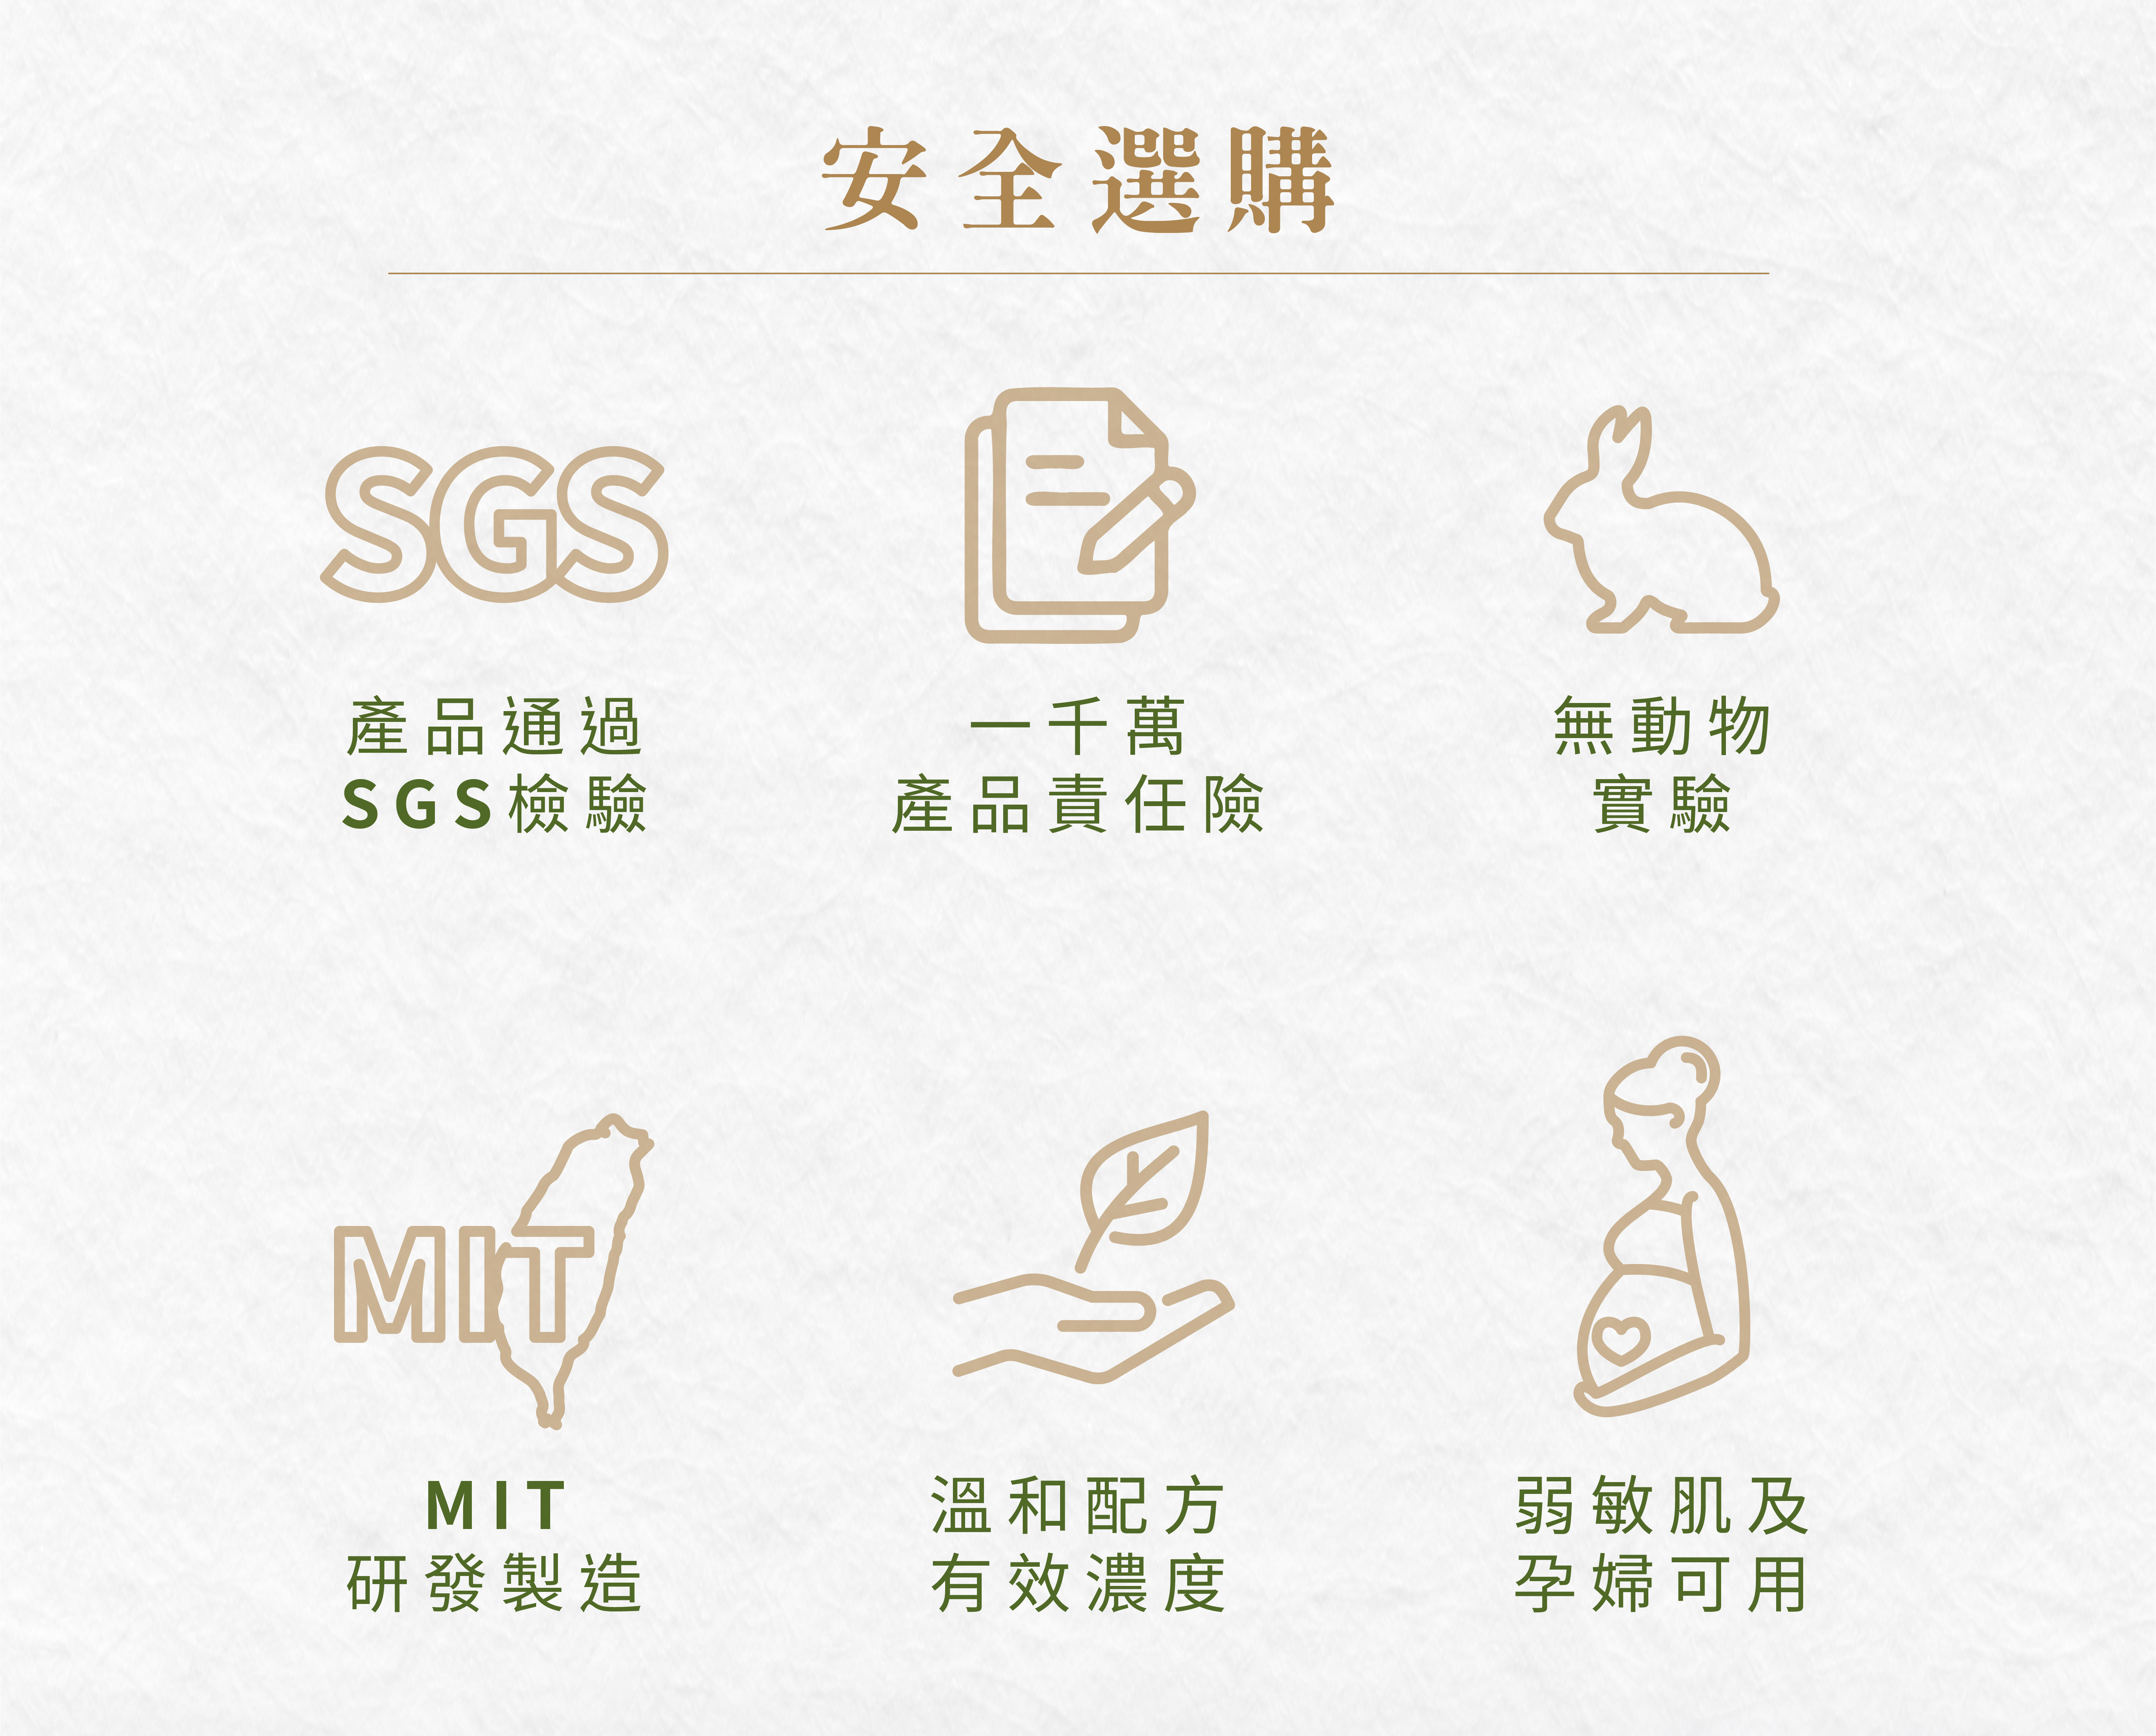 安全選購
SGS
產品通過
SGS檢驗
一千萬
產品責任險
無動物
實驗
MIT
MIT
研發製造
溫和配方
有效濃度
弱敏肌及
孕婦可用